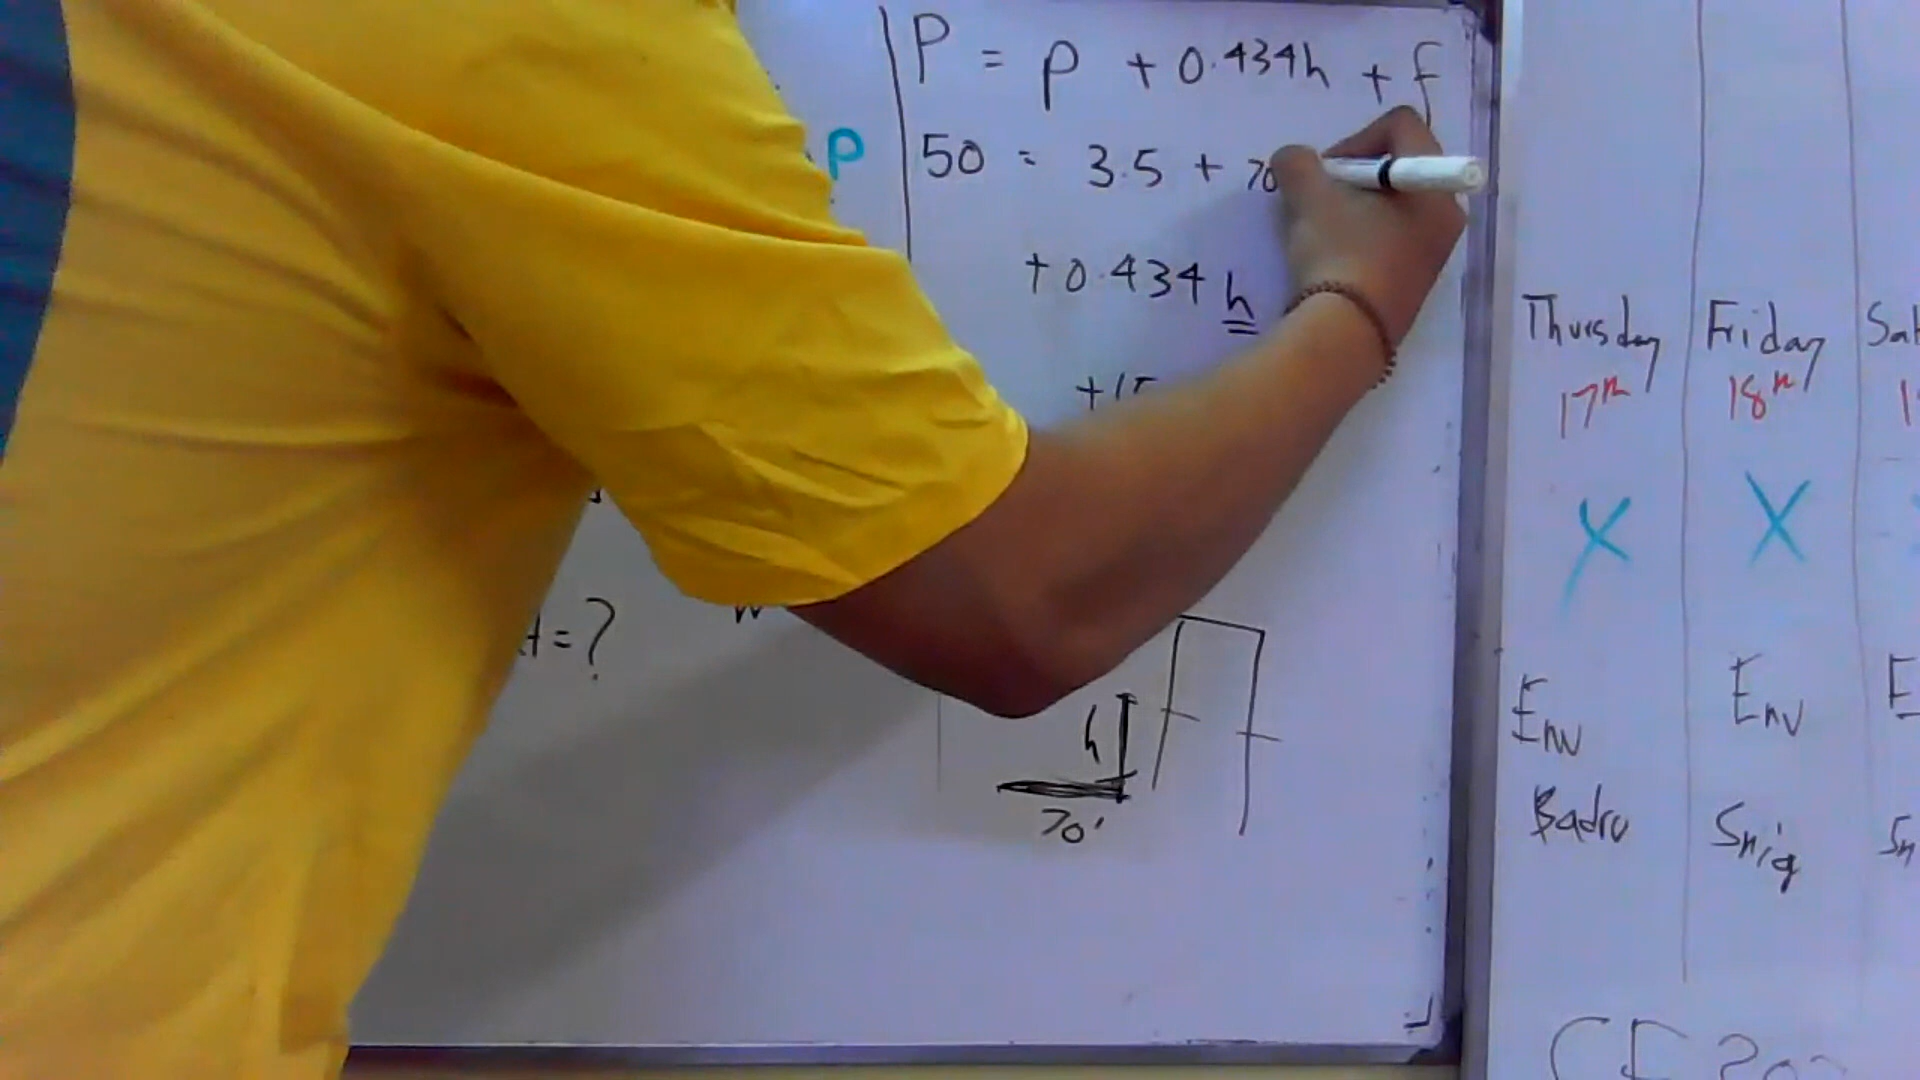 P = p + 0.434h + f
p
50 = 3.5 + 70
+ 0.434 h
= ?
h
70'
Thursday Friday
17th 18th
X X
Env Env
Badru Sniq